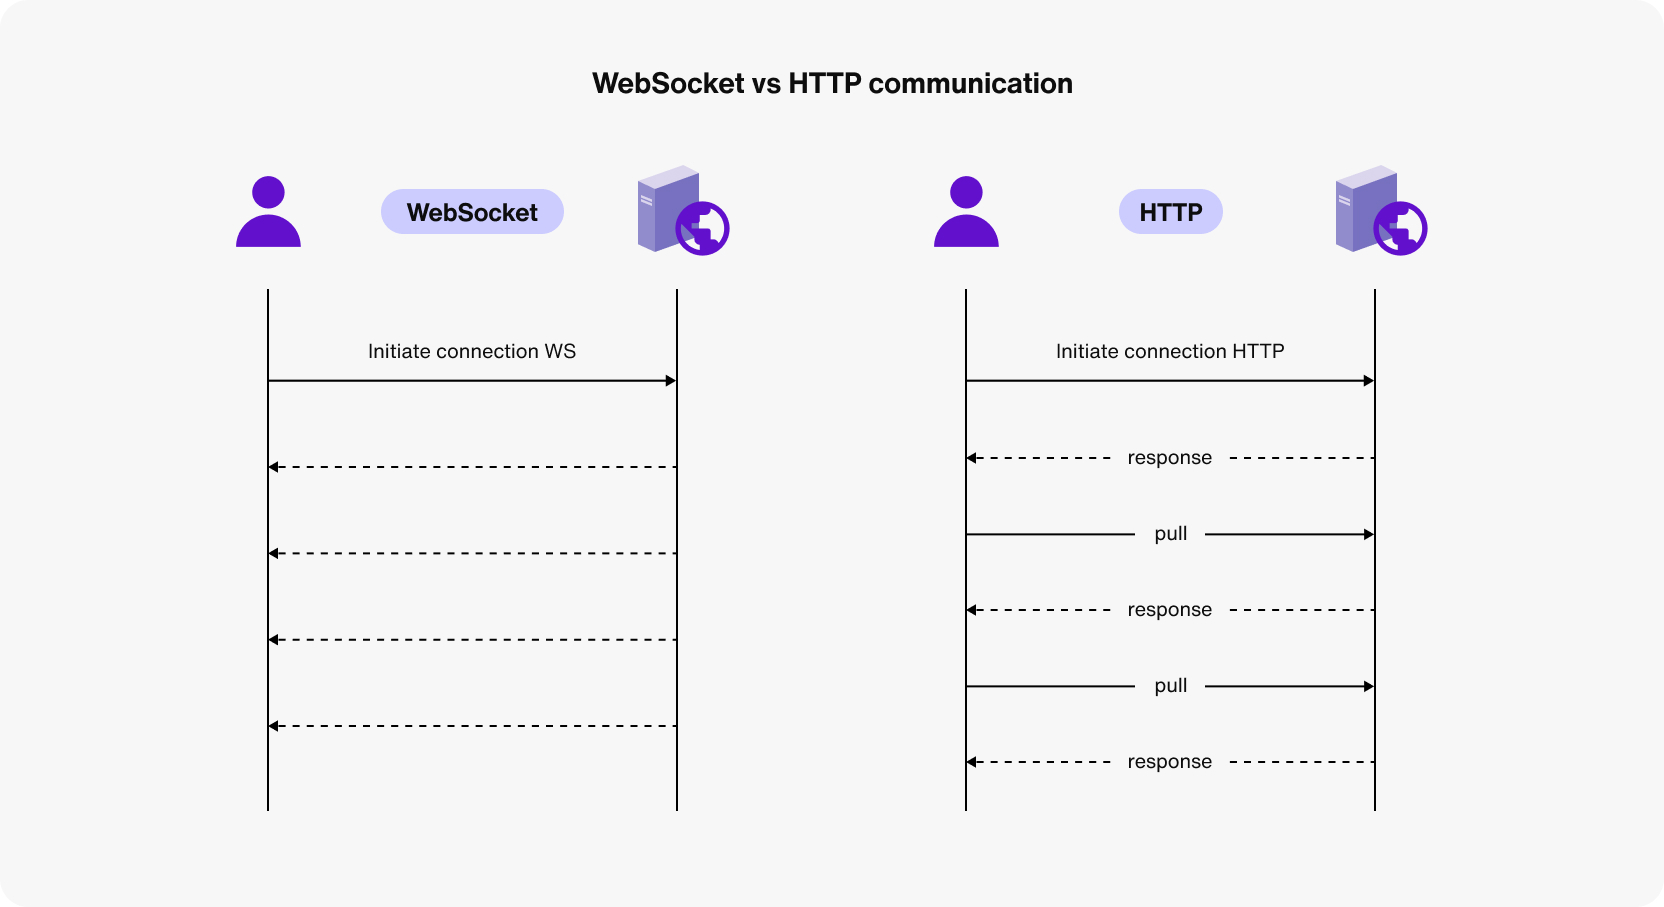 WebSocket vs HTTP communication
WebSocket
HTTP
Initiate connection WS
Initiate connection HTTP
response
pull
response
pull
response